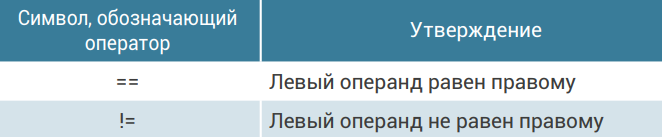 Символ, обозначающий
оператор
Утверждение
==
Левый операнд равен правому
!=
Левый операнд не равен правому